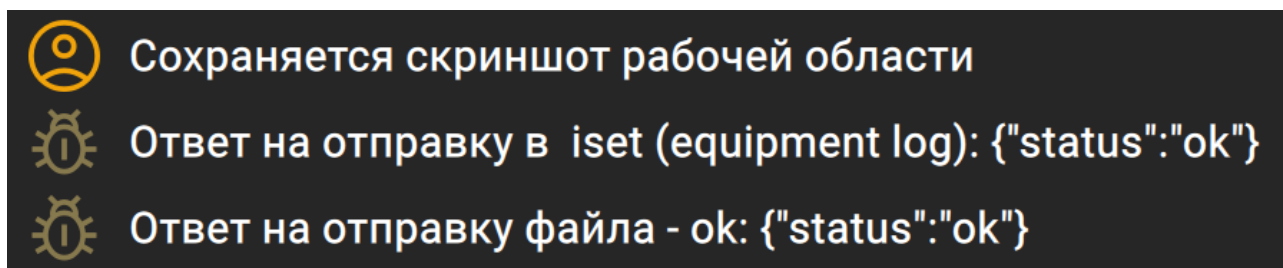 Сохраняется скриншот рабочей области
Ответ на отправку в  iset (equipment log): {"status":"ok"}
Ответ на отправку файла - ok: {"status":"ok"}